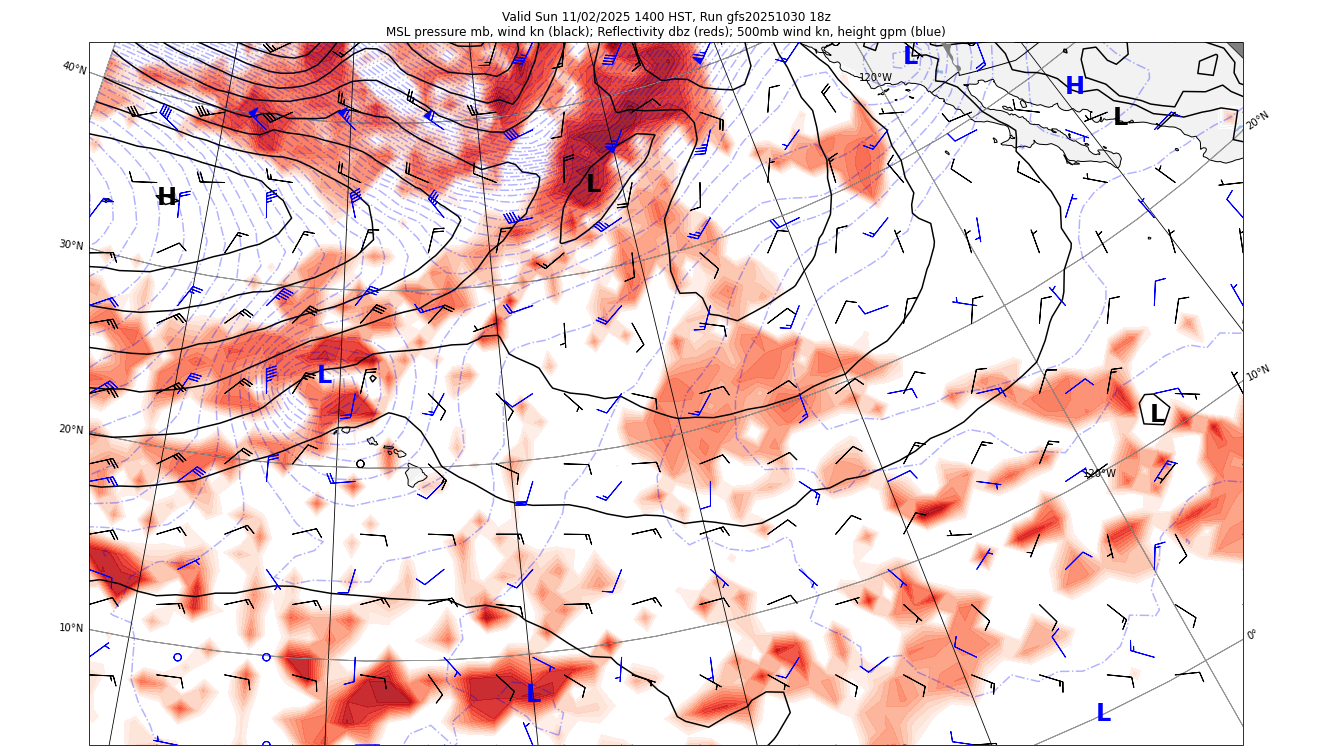 Valid Sun 11/02/2025 1400 HST, Run gfs20251030 18z
MSL pressure mb, wind kn (black); Reflectivity dbz (reds); 500mb wind kn, height gpm (blue)
L
40°N
120°W
H
0
L
20°N
L
H
30°N
L
10°N
L
20°N
120°W
10°N
0°
L
L